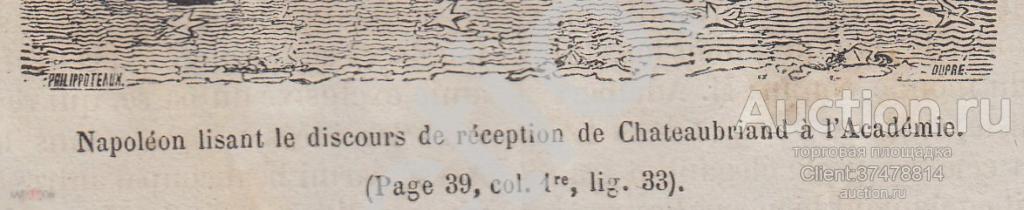 PHILIPPOTEAUX.
DUPRE.
Napoléon lisant le discours de réception de Chateaubriand à l'Académie.
(Page 39, col. 1re, lig. 33).
Auction.ru
торговая площадка
Client:37478814
auction.ru